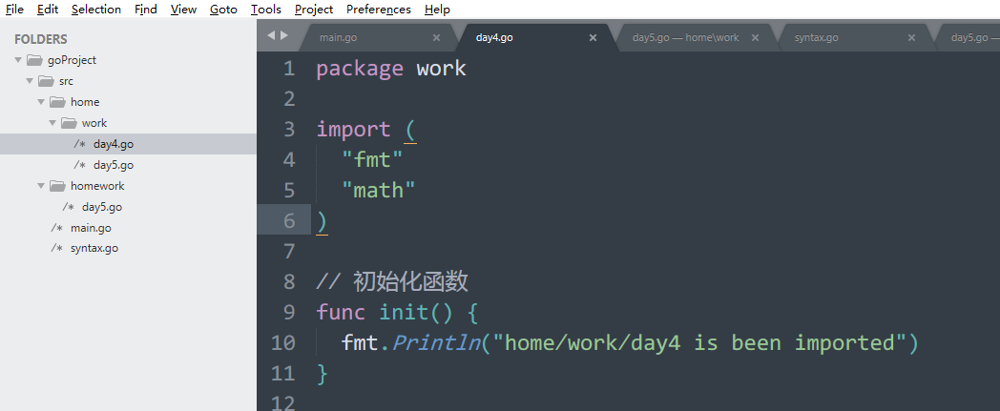 File Edit Selection Find View Goto Tools Project Preferences Help
FOLDERS
goProject
src
home
work
/* day4.go
/* day5.go
homework
/* day5.go
/* main.go
/* syntax.go
main.go × day4.go × day5.go — home\work × syntax.go × day5.go —
1 package work
2
3 import (
4 "fmt"
5 "math"
6 )
7
8 // 初始化函数
9 func init() {
10 fmt.Println("home/work/day4 is been imported")
11 }
12